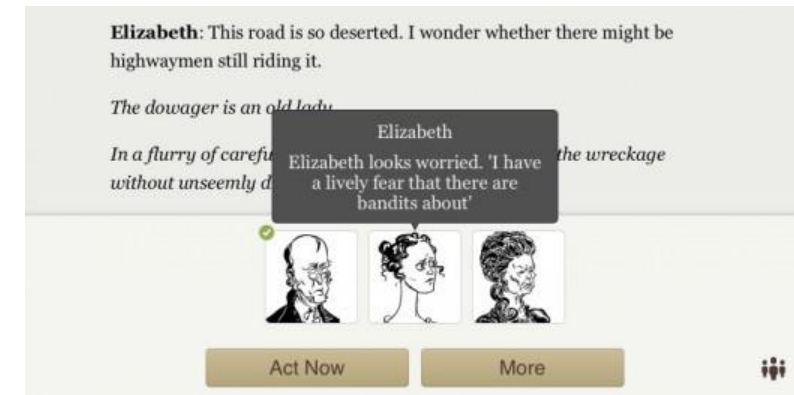 Elizabeth: This road is so deserted. I wonder whether there might be
highwaymen still riding it.
The dowager is an old lady
In a flurry of carefu
the wreckage
without unseemly d
Elizabeth
Elizabeth looks worried. 'I have
a lively fear that there are
bandits about'
Act Now
More